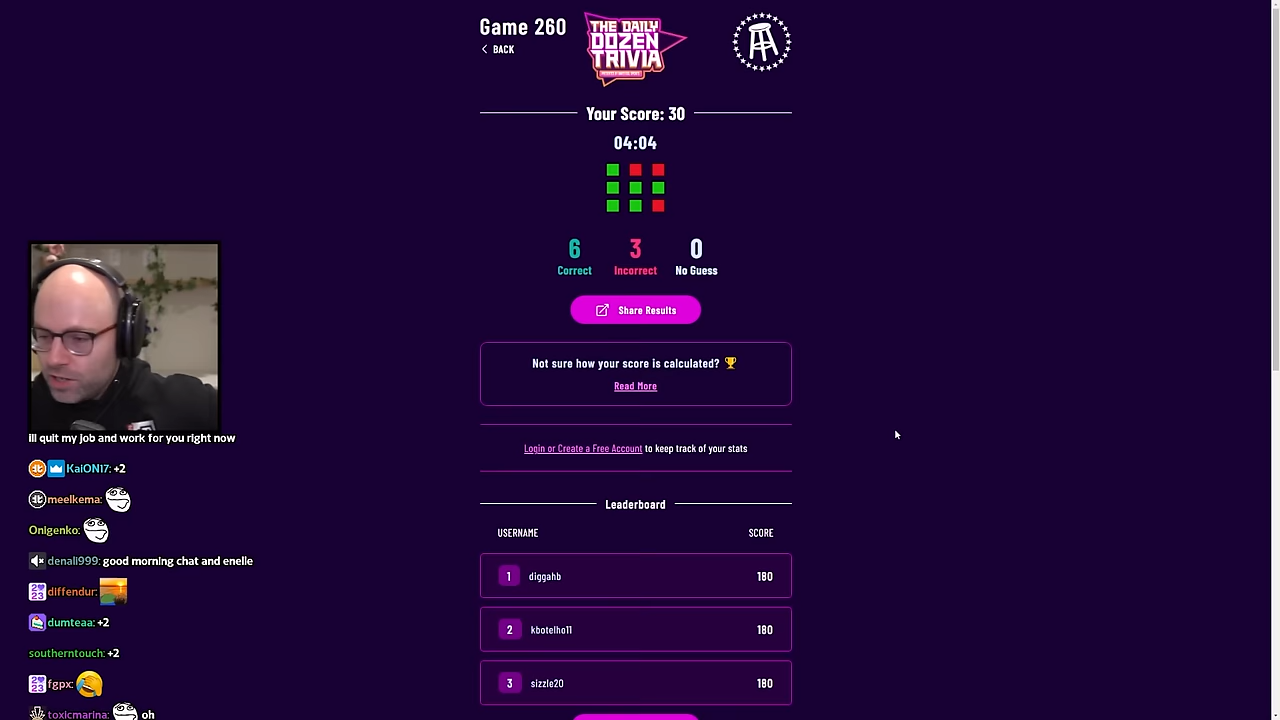 Game 260
BACK
THE DAILY
DOZEN
TRIVIA
Your Score: 30
04:04
6 3 0
Correct Incorrect No Guess
Share Results
Not sure how your score is calculated? 🏆
Read More
Login or Create a Free Account to keep track of your stats
Leaderboard
USERNAME SCORE
1 diggahb 180
2 kbotelho11 180
3 sizzle20 180
ill quit my job and work for you right now
KaiON17: +2
meelkema:
Onigenko:
denali999: good morning chat and enelle
diffendur:
dumteaa: +2
southerntouch: +2
fgpx:
toxicmarina: oh